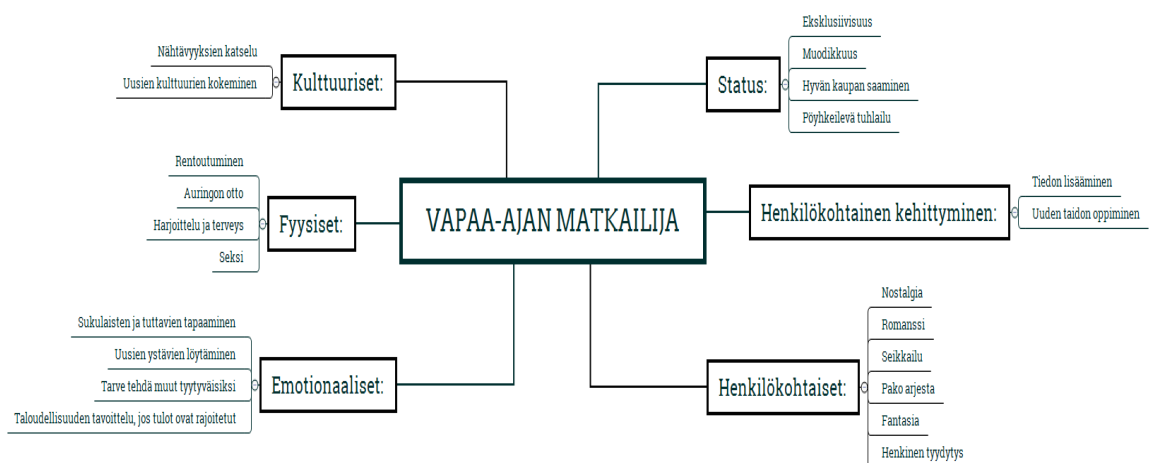 Kulttuuriset:
Nähtävyyksien katselu
Uusien kulttuurien kokeminen
Status:
Eksklusiivisuus
Muodikkuus
Hyvän kaupan saaminen
Pöyhkeilevä tuhlailu
VAPAA-AJAN MATKAILIJA
Fyysiset:
Rentoutuminen
Auringon otto
Harjoittelu ja terveys
Seksi
Henkilökohtainen kehittyminen:
Tiedon lisääminen
Uuden taidon oppiminen
Emotionaaliset:
Sukulaisten ja tuttavien tapaaminen
Uusien ystävien löytäminen
Tarve tehdä muut tyytyväisiksi
Taloudellisuuden tavoittelu, jos tulot ovat rajoitetut
Henkilökohtaiset:
Nostalgia
Romanssi
Seikkailu
Pako arjesta
Fantasia
Henkinen tyydytys